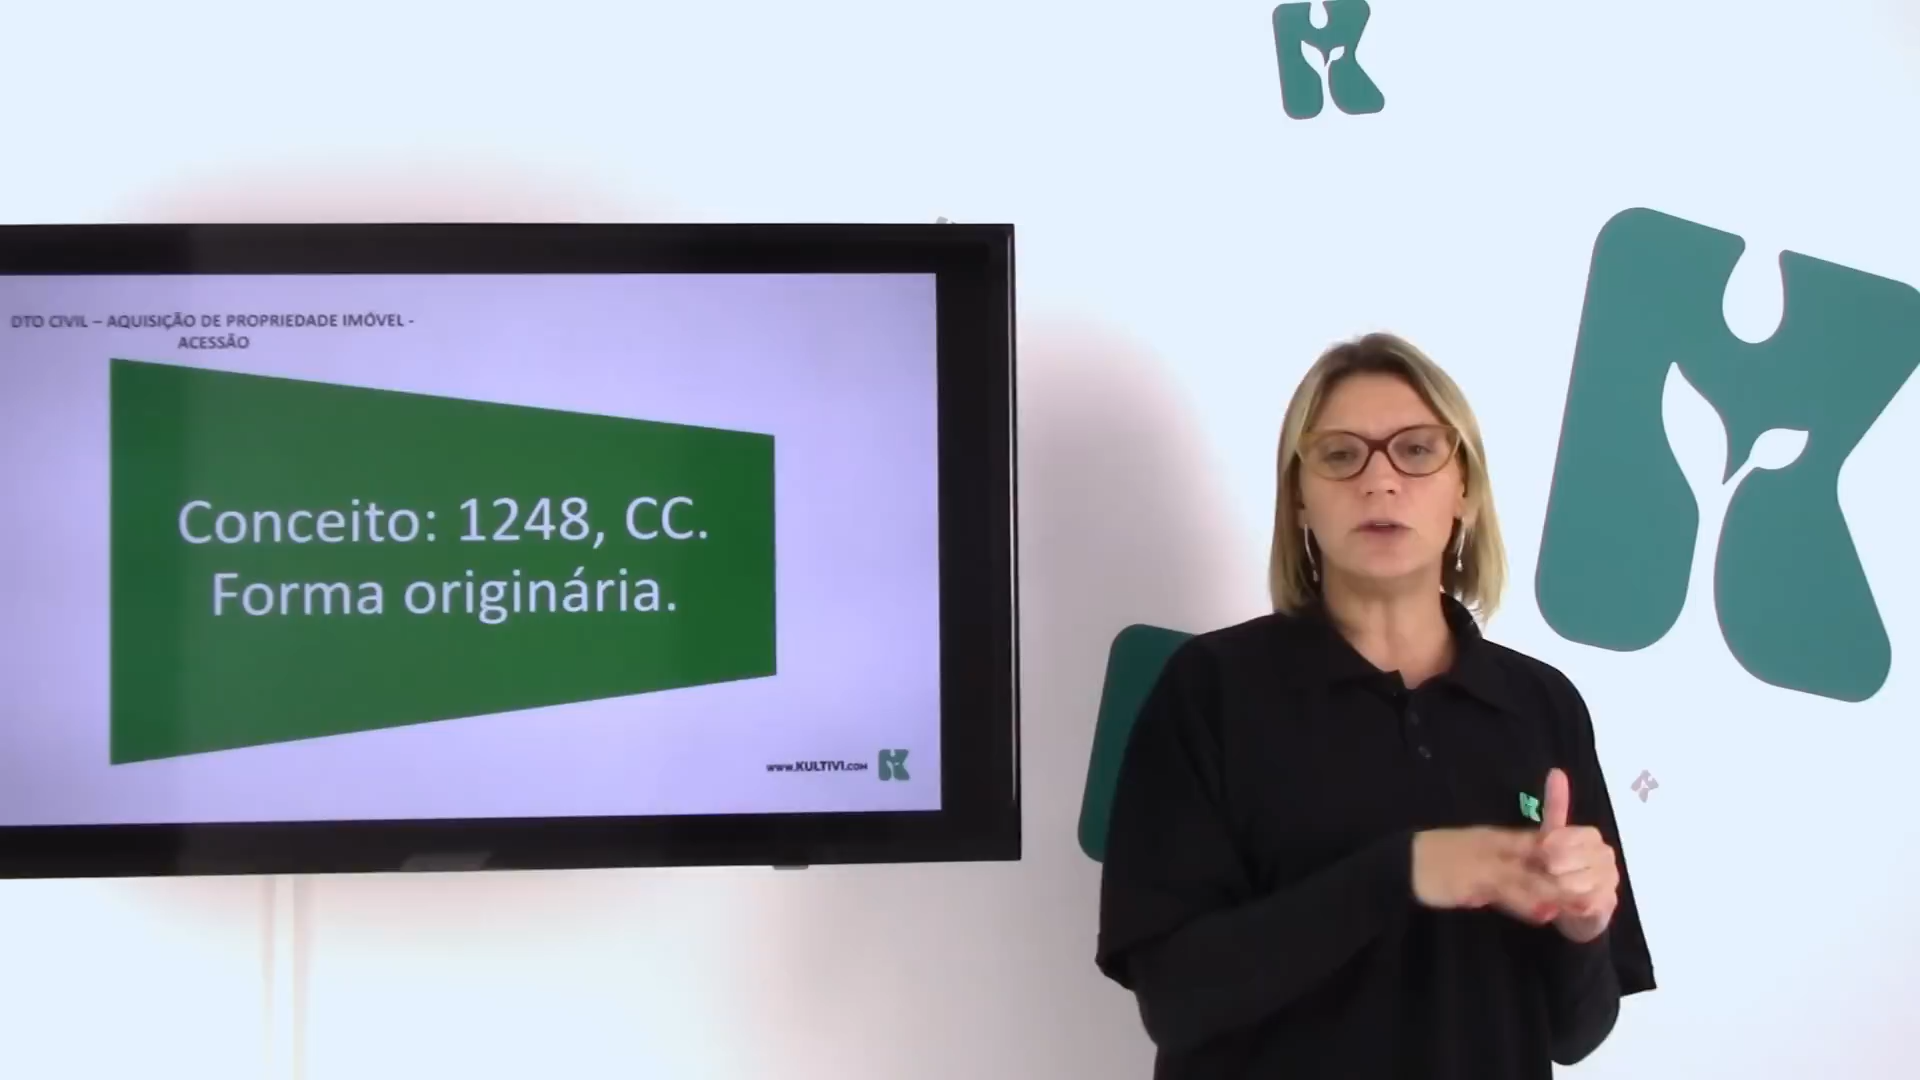 DTO CIVIL – AQUISIÇÃO DE PROPRIEDADE IMÓVEL -
ACESSÃO
Conceito: 1248, CC.
Forma originária.
www.KULTIVI.com